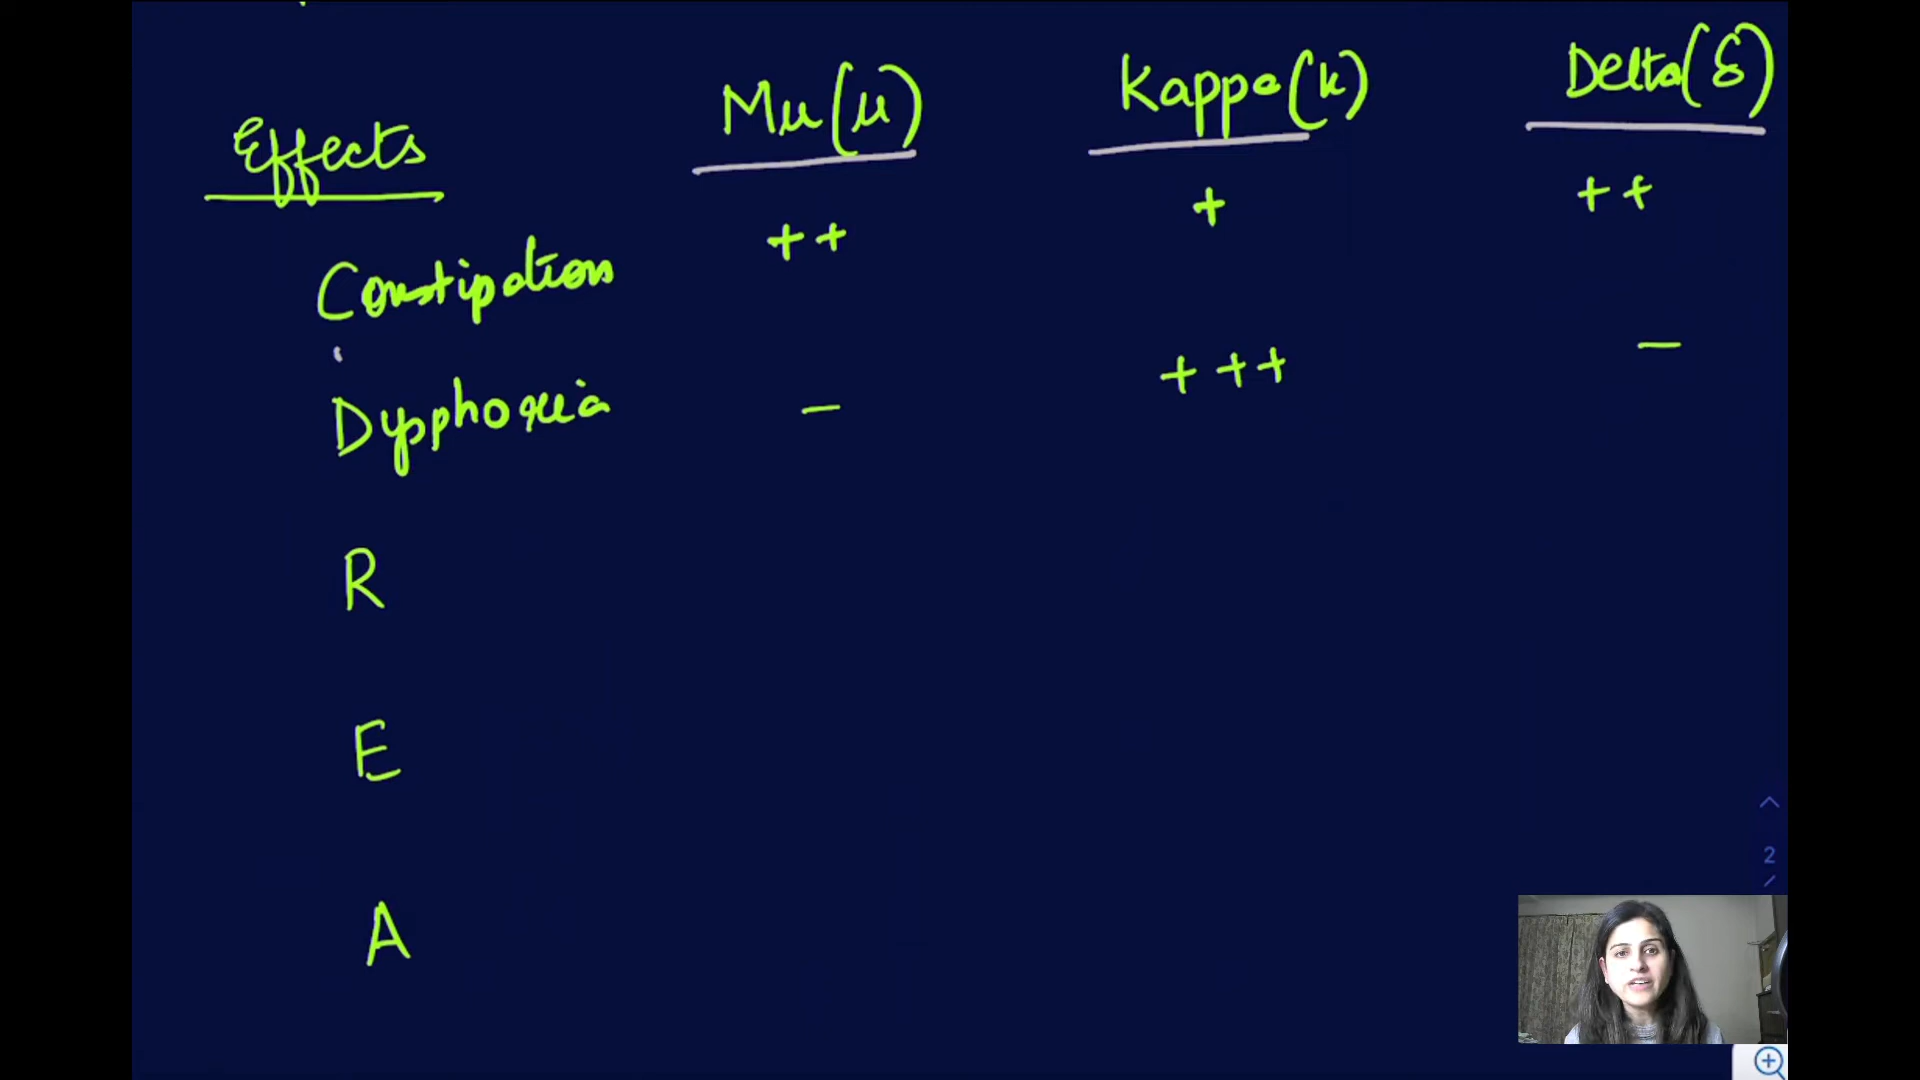 Effects Mu(μ) Kappa(k) Delta(δ)
Constipation ++ + ++
Dysphoria - +++ -
R
E
A
2